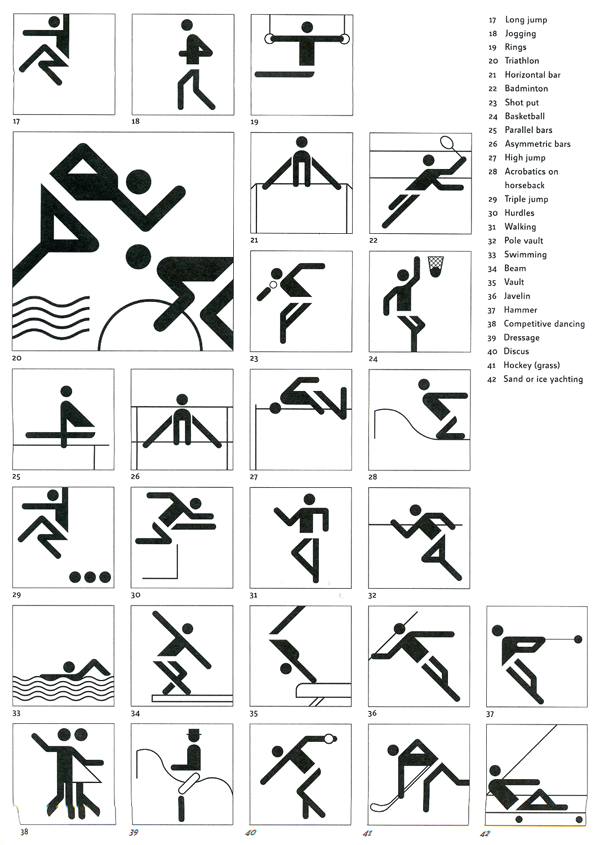 17 Long jump
18 Jogging
19 Rings
20 Triathlon
21 Horizontal bar
22 Badminton
23 Shot put
24 Basketball
25 Parallel bars
26 Asymmetric bars
27 High jump
28 Acrobatics on
horseback
29 Triple jump
30 Hurdles
31 Walking
32 Pole vault
33 Swimming
34 Beam
35 Vault
36 Javelin
37 Hammer
38 Competitive dancing
39 Dressage
40 Discus
41 Hockey (grass)
42 Sand or ice yachting
17 18 19
21 22
20 23 24
25 26 27 28
29 30 31 32
33 34 35 36 37
38 39 40 41 42